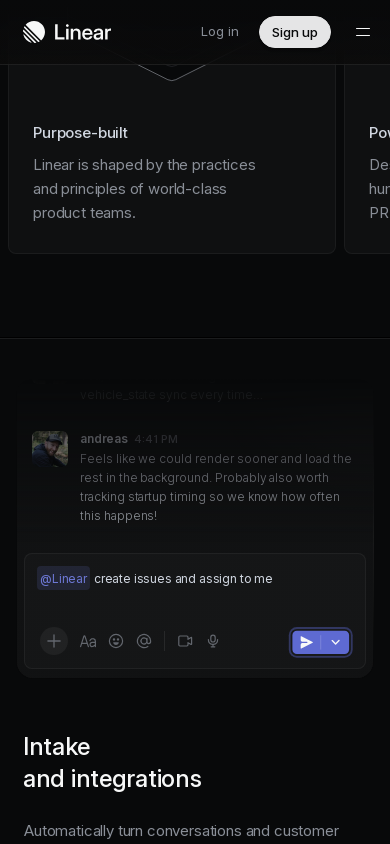 Linear
Log in
Sign up
Purpose-built
Linear is shaped by the practices
and principles of world-class
product teams.
Po
De
hur
PR
vehicle_state sync every time.
andreas 4:41 PM
Feels like we could render sooner and load the
rest in the background. Probably also worth
tracking startup timing so we know how often
this happens!
@Linear create issues and assign to me
Aa
Intake
and integrations
Automatically turn conversations and customer